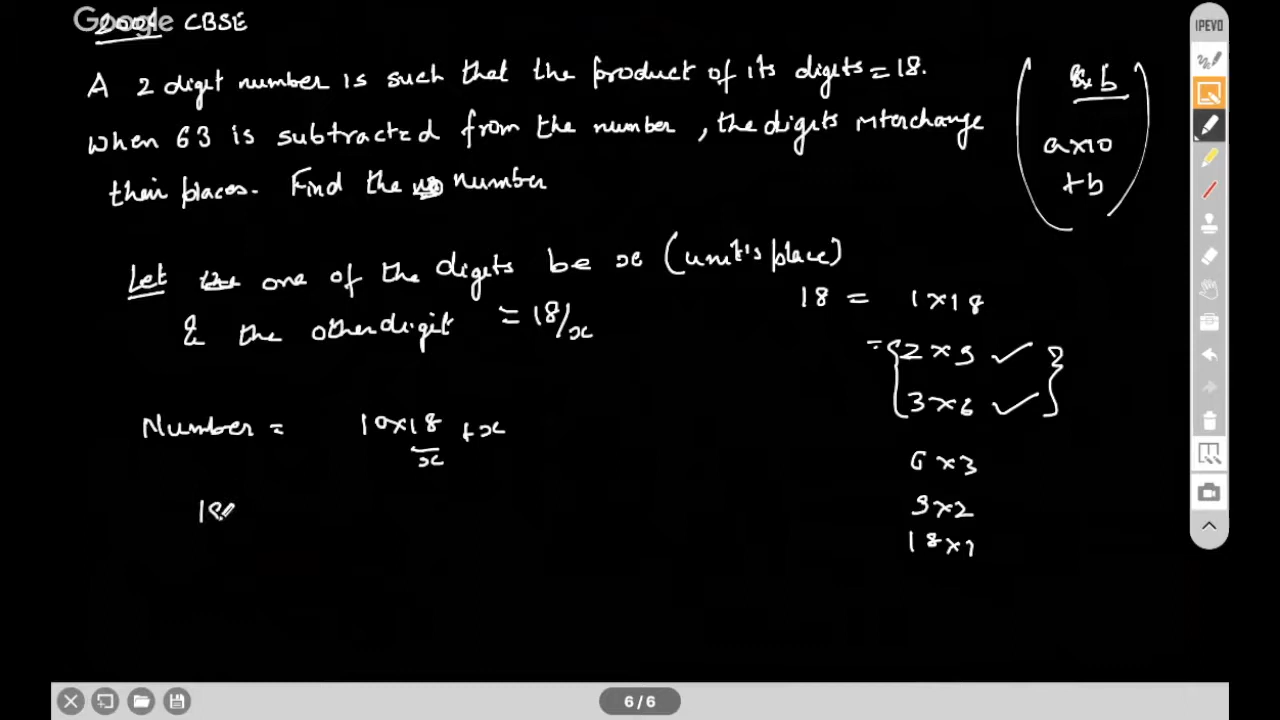 Google
2004 CBSE
A 2 digit number is such that the product of its digits = 18.
When 63 is subtracted from the number, the digits interchange
their places. Find the number
b
a×10
+b
Let the one of the digits be x (unit's place)
& the other digit = 18/x
18 = 1×18
= { 2×9 ✓
3×6 ✓ }
6×3
9×2
18×1
Number = 10×18/x +x
18
IPEVO
6/6